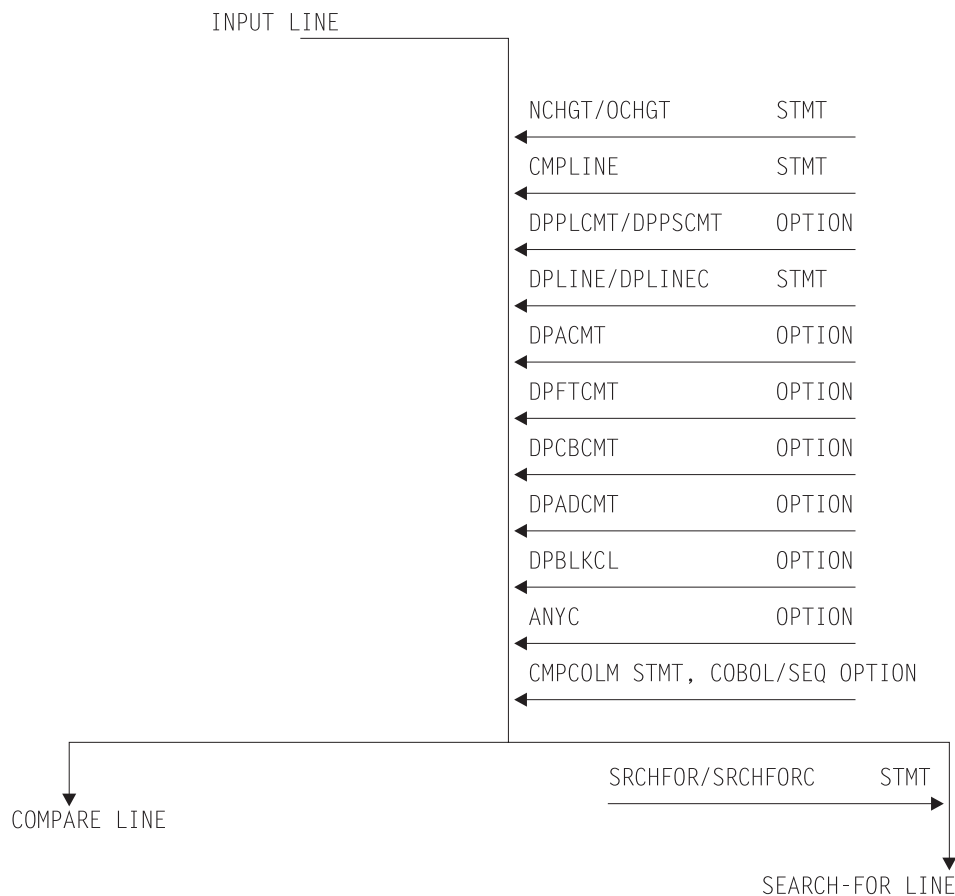 INPUT LINE
NCHGT/OCHGT STMT
CMPLINE STMT
DPPLCMT/DPPSCMT OPTION
DPLINE/DPLINEC STMT
DPACMT OPTION
DPFTCMT OPTION
DPCBCMT OPTION
DPADCMT OPTION
DPBLKCL OPTION
ANYC OPTION
CMPCOLM STMT, COBOL/SEQ OPTION
SRCHFOR/SRCHFORC STMT
COMPARE LINE
SEARCH-FOR LINE